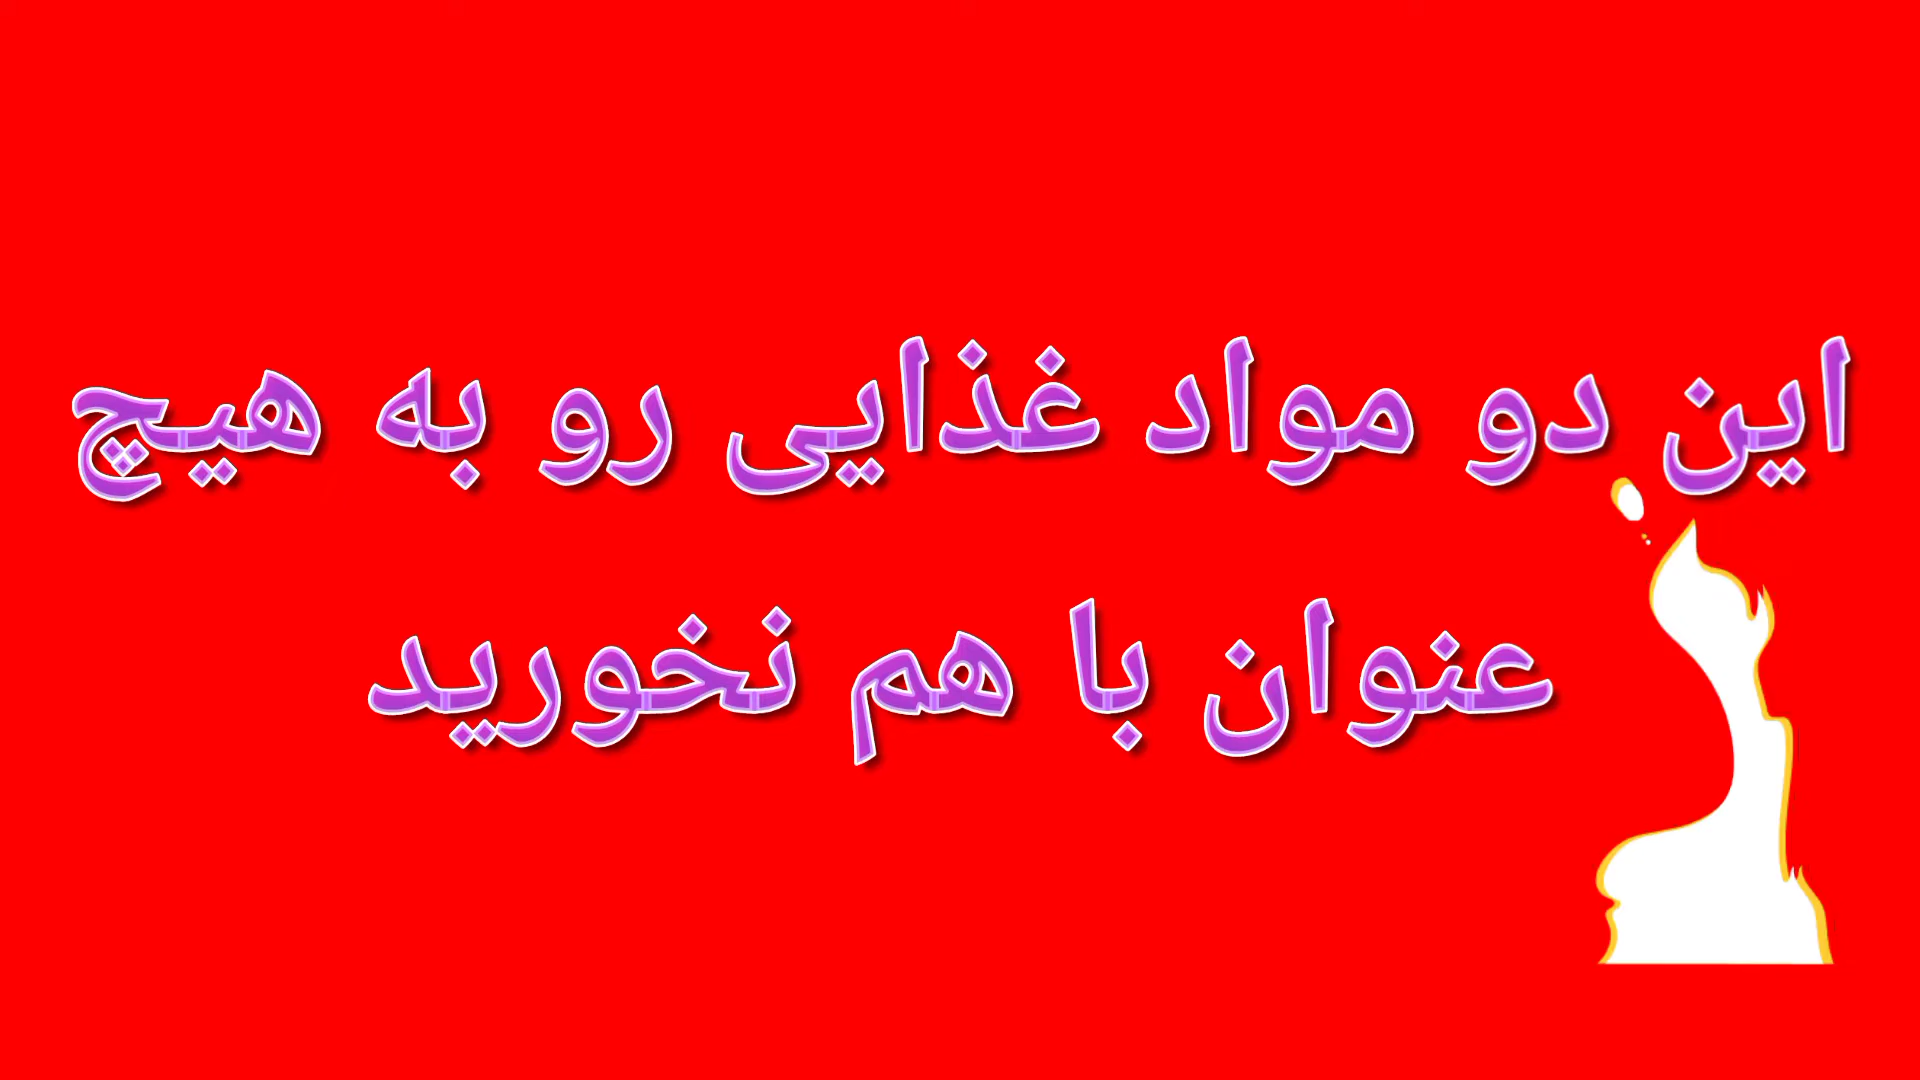 این دو مواد غذایی رو به هیچ
عنوان با هم نخورید